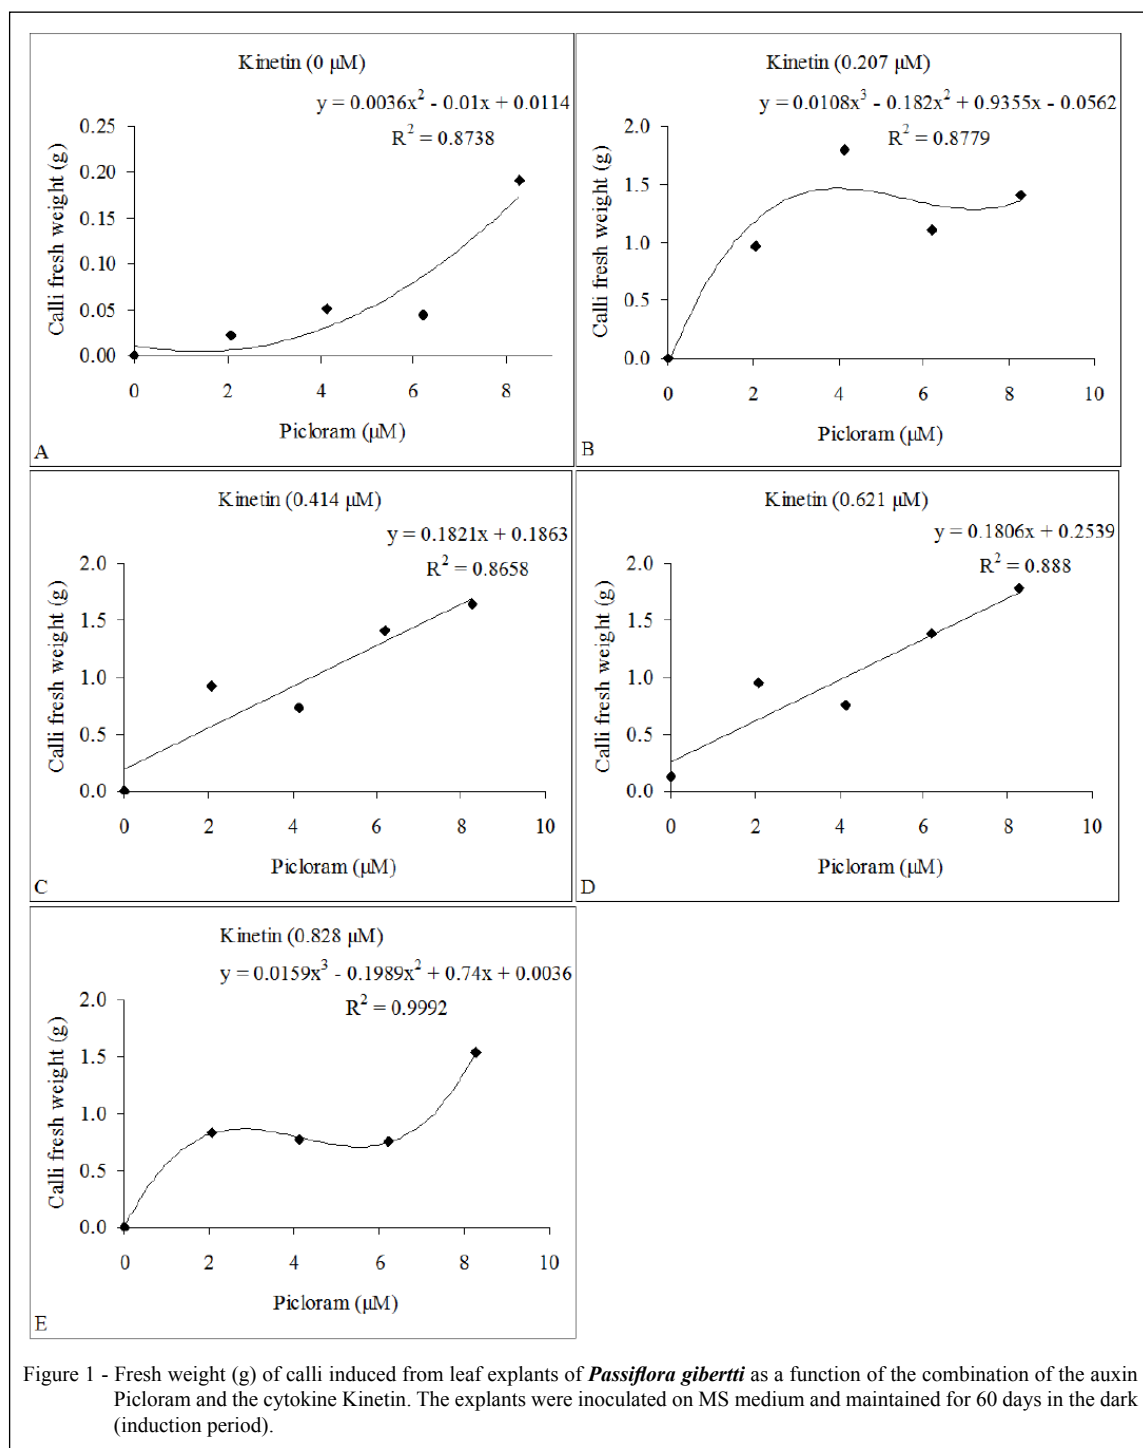 Kinetin (0 μM)
y = 0.0036x² - 0.01x + 0.0114
R² = 0.8738
0.25
0.20
0.15
0.10
0.05
0.00
Calli fresh weight (g)
0 2 4 6 8
Picloram (μM)
A
Kinetin (0.207 μM)
y = 0.0108x³ - 0.182x² + 0.9355x - 0.0562
R² = 0.8779
2.0
1.5
1.0
0.5
0.0
Calli fresh weight (g)
0 2 4 6 8 10
Picloram (μM)
B
Kinetin (0.414 μM)
y = 0.1821x + 0.1863
R² = 0.8658
2.0
1.5
1.0
0.5
0.0
Calli fresh weight (g)
0 2 4 6 8 10
Picloram (μM)
C
Kinetin (0.621 μM)
y = 0.1806x + 0.2539
R² = 0.888
2.0
1.5
1.0
0.5
0.0
Calli fresh weight (g)
0 2 4 6 8 10
Picloram (μM)
D
Kinetin (0.828 μM)
y = 0.0159x³ - 0.1989x² + 0.74x + 0.0036
R² = 0.9992
2.0
1.5
1.0
0.5
0.0
Calli fresh weight (g)
0 2 4 6 8 10
Picloram (μM)
E
Figure 1 - Fresh weight (g) of calli induced from leaf explants of Passiflora gibertti as a function of the combination of the auxin
Picloram and the cytokine Kinetin. The explants were inoculated on MS medium and maintained for 60 days in the dark
(induction period).